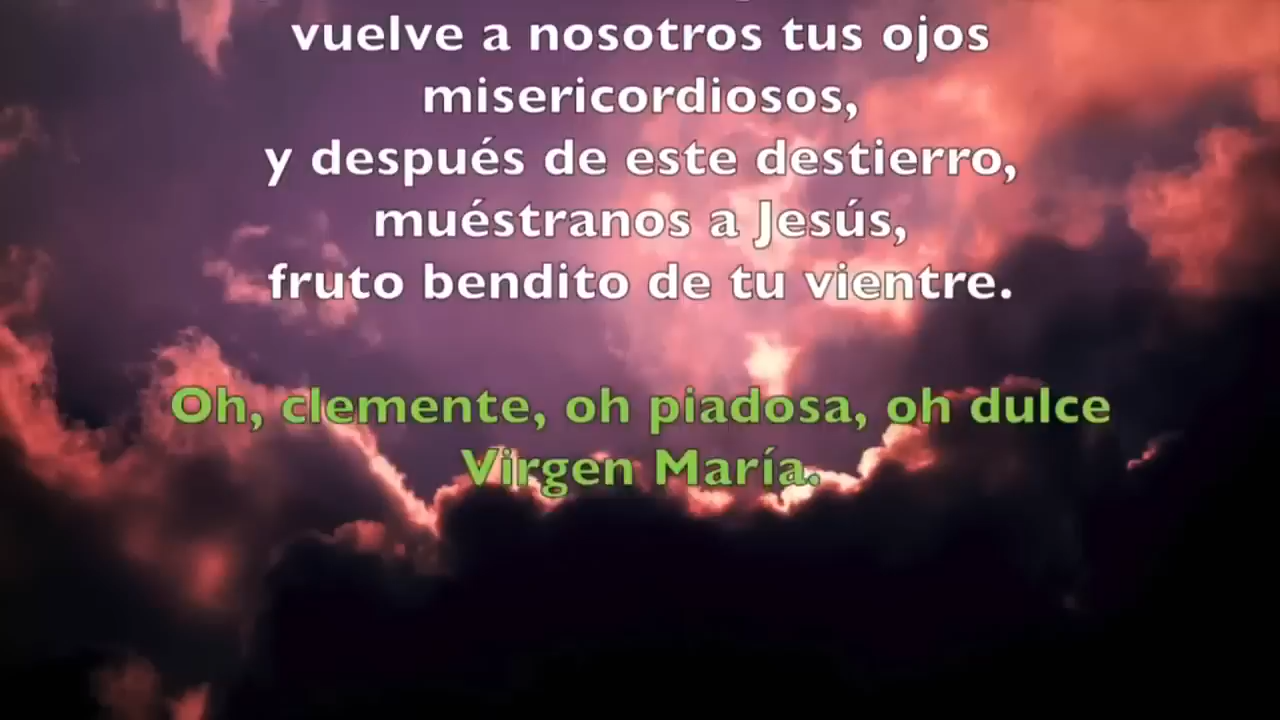 vuelve a nosotros tus ojos
misericordiosos,
y después de este destierro,
muéstranos a Jesús,
fruto bendito de tu vientre.
Oh, clemente, oh piadosa, oh dulce
Virgen María.